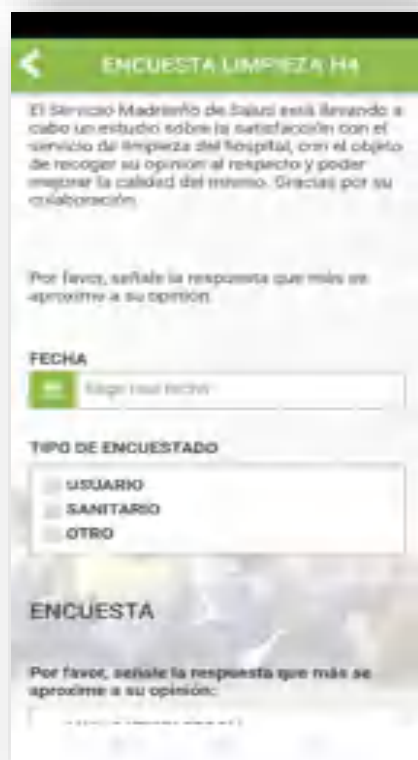 ENCUESTA LIMPIEZA H4
El Servicio Madrileño de Salud está llevando a
cabo un estudio sobre la satisfacción con el
servicio de limpieza del hospital, con el objeto
de recoger su opinión al respecto y poder
mejorar la calidad del mismo. Gracias por su
colaboración.
Por favor, señale la respuesta que más se
aproxime a su opinión.
FECHA
Elige una fecha
TIPO DE ENCUESTADO
USUARIO
SANITARIO
OTRO
ENCUESTA
Por favor, señale la respuesta que más se
aproxime a su opinión: